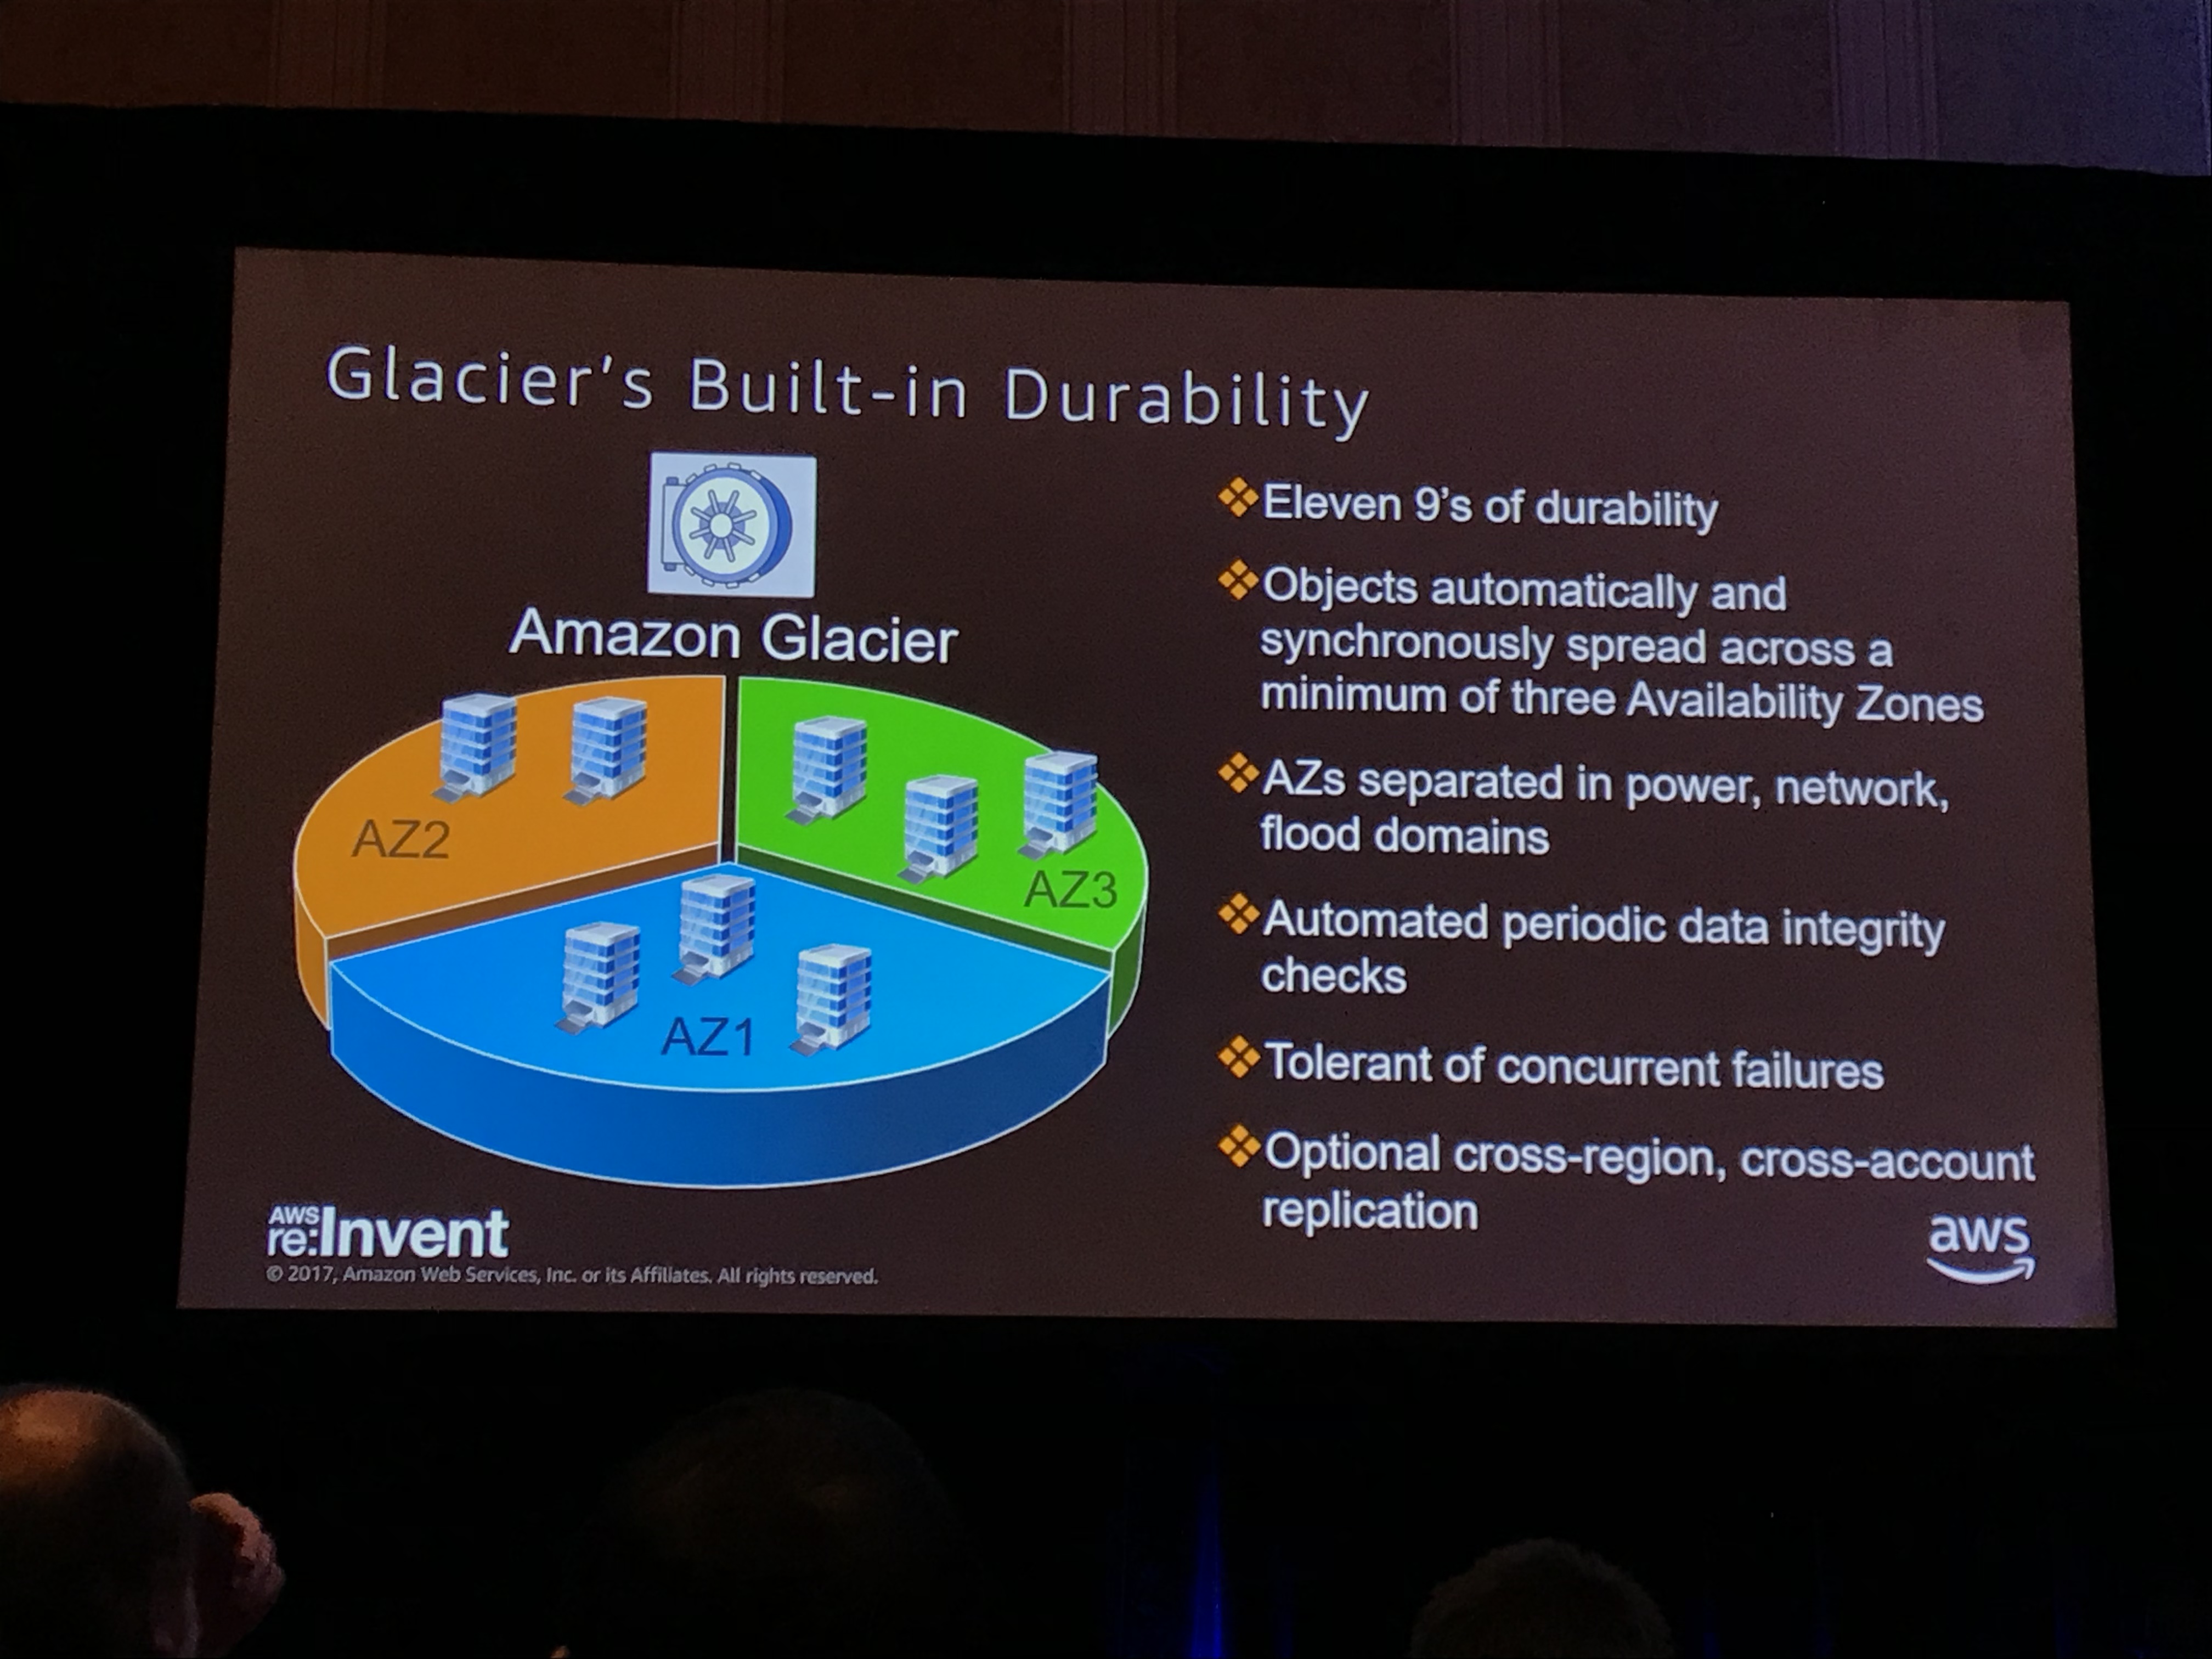 Glacier's Built-in Durability
Amazon Glacier
AZ2
AZ3
AZ1
Eleven 9's of durability
Objects automatically and
synchronously spread across a
minimum of three Availability Zones
AZs separated in power, network,
flood domains
Automated periodic data integrity
checks
Tolerant of concurrent failures
Optional cross-region, cross-account
replication
AWS
re:Invent
© 2017, Amazon Web Services, Inc. or its Affiliates. All rights reserved.
aws